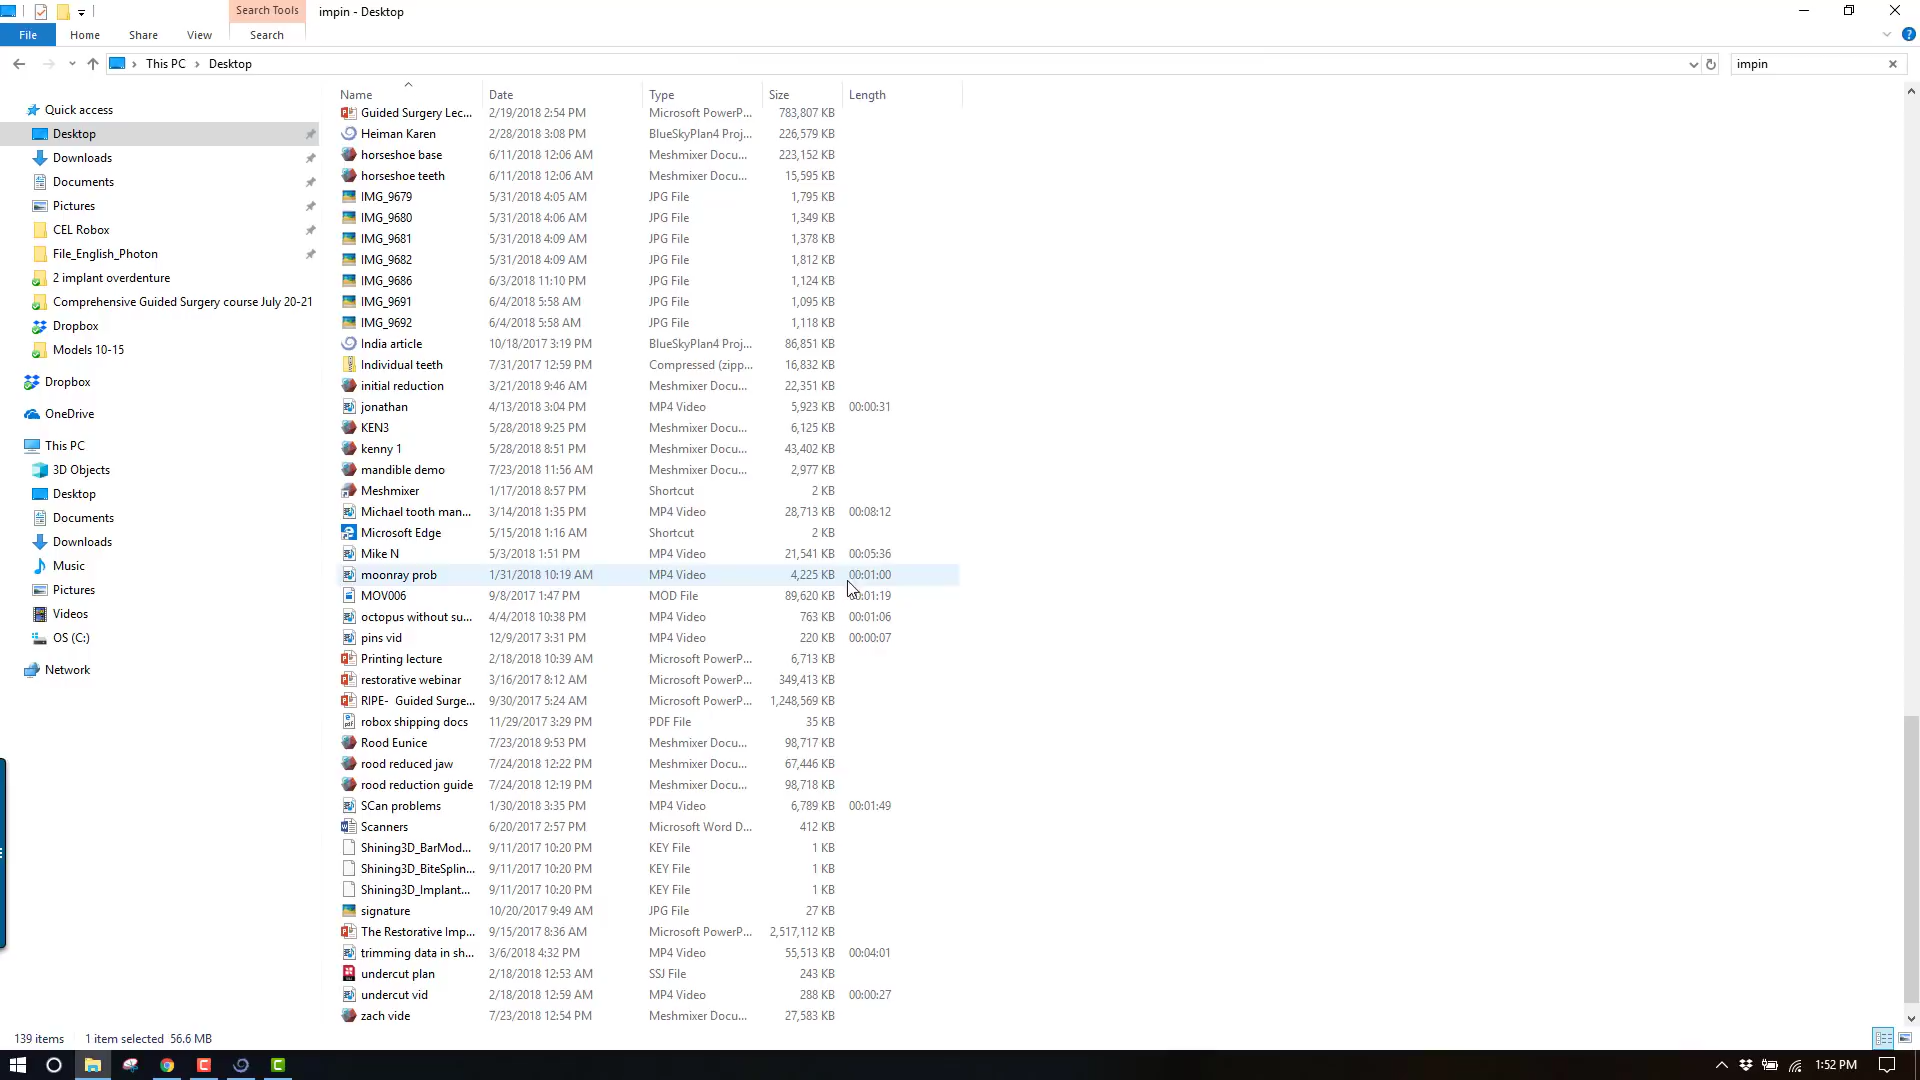 Search Tools
impin - Desktop
File Home Share View Search
This PC Desktop
impin
Name Date Type Size Length
Quick access
Desktop
Downloads
Documents
Pictures
CEL Robox
File_English_Photon
2 implant overdenture
Comprehensive Guided Surgery course July 20-21
Dropbox
Models 10-15
Dropbox
OneDrive
This PC
3D Objects
Desktop
Documents
Downloads
Music
Pictures
Videos
OS (C:)
Network
Guided Surgery Lec... 2/19/2018 2:54 PM Microsoft PowerP... 783,807 KB
Heiman Karen 2/28/2018 3:08 PM BlueSkyPlan4 Proj... 226,579 KB
horseshoe base 6/11/2018 12:06 AM Meshmixer Docu... 223,152 KB
horseshoe teeth 6/11/2018 12:06 AM Meshmixer Docu... 15,595 KB
IMG_9679 5/31/2018 4:05 AM JPG File 1,795 KB
IMG_9680 5/31/2018 4:06 AM JPG File 1,349 KB
IMG_9681 5/31/2018 4:09 AM JPG File 1,378 KB
IMG_9682 5/31/2018 4:09 AM JPG File 1,812 KB
IMG_9686 6/3/2018 11:10 PM JPG File 1,124 KB
IMG_9691 6/4/2018 5:58 AM JPG File 1,095 KB
IMG_9692 6/4/2018 5:58 AM JPG File 1,118 KB
India article 10/18/2017 3:19 PM BlueSkyPlan4 Proj... 86,851 KB
Individual teeth 7/31/2017 12:59 PM Compressed (zipp... 16,832 KB
initial reduction 3/21/2018 9:46 AM Meshmixer Docu... 22,351 KB
jonathan 4/13/2018 3:04 PM MP4 Video 5,923 KB 00:00:31
KEN3 5/28/2018 9:25 PM Meshmixer Docu... 6,125 KB
kenny 1 5/28/2018 8:51 PM Meshmixer Docu... 43,402 KB
mandible demo 7/23/2018 11:56 AM Meshmixer Docu... 2,977 KB
Meshmixer 1/17/2018 8:57 PM Shortcut 2 KB
Michael tooth man... 3/14/2018 1:35 PM MP4 Video 28,713 KB 00:08:12
Microsoft Edge 5/15/2018 1:16 AM Shortcut 2 KB
Mike N 5/3/2018 1:51 PM MP4 Video 21,541 KB 00:05:36
moonray prob 1/31/2018 10:19 AM MP4 Video 4,225 KB 00:01:00
MOV006 9/8/2017 1:47 PM MOD File 89,620 KB 00:01:19
octopus without su... 4/4/2018 10:38 PM MP4 Video 763 KB 00:01:06
pins vid 12/9/2017 3:31 PM MP4 Video 220 KB 00:00:07
Printing lecture 2/18/2018 10:39 AM Microsoft PowerP... 6,713 KB
restorative webinar 3/16/2017 8:12 AM Microsoft PowerP... 349,413 KB
RIPE- Guided Surge... 9/30/2017 5:24 AM Microsoft PowerP... 1,248,569 KB
robox shipping docs 11/29/2017 3:29 PM PDF File 35 KB
Rood Eunice 7/23/2018 9:53 PM Meshmixer Docu... 98,717 KB
rood reduced jaw 7/24/2018 12:22 PM Meshmixer Docu... 67,446 KB
rood reduction guide 7/24/2018 12:19 PM Meshmixer Docu... 98,718 KB
SCan problems 1/30/2018 3:35 PM MP4 Video 6,789 KB 00:01:49
Scanners 6/20/2017 2:57 PM Microsoft Word D... 412 KB
Shining3D_BarMod... 9/11/2017 10:20 PM KEY File 1 KB
Shining3D_BiteSplin... 9/11/2017 10:20 PM KEY File 1 KB
Shining3D_Implant... 9/11/2017 10:20 PM KEY File 1 KB
signature 10/20/2017 9:49 AM JPG File 27 KB
The Restorative Imp... 9/15/2017 8:36 AM Microsoft PowerP... 2,517,112 KB
trimming data in sh... 3/6/2018 4:32 PM MP4 Video 55,513 KB 00:04:01
undercut plan 2/18/2018 12:53 AM SSJ File 243 KB
undercut vid 2/18/2018 12:59 AM MP4 Video 288 KB 00:00:27
zach vide 7/23/2018 12:54 PM Meshmixer Docu... 27,583 KB
139 items 1 item selected 56.6 MB
1:52 PM